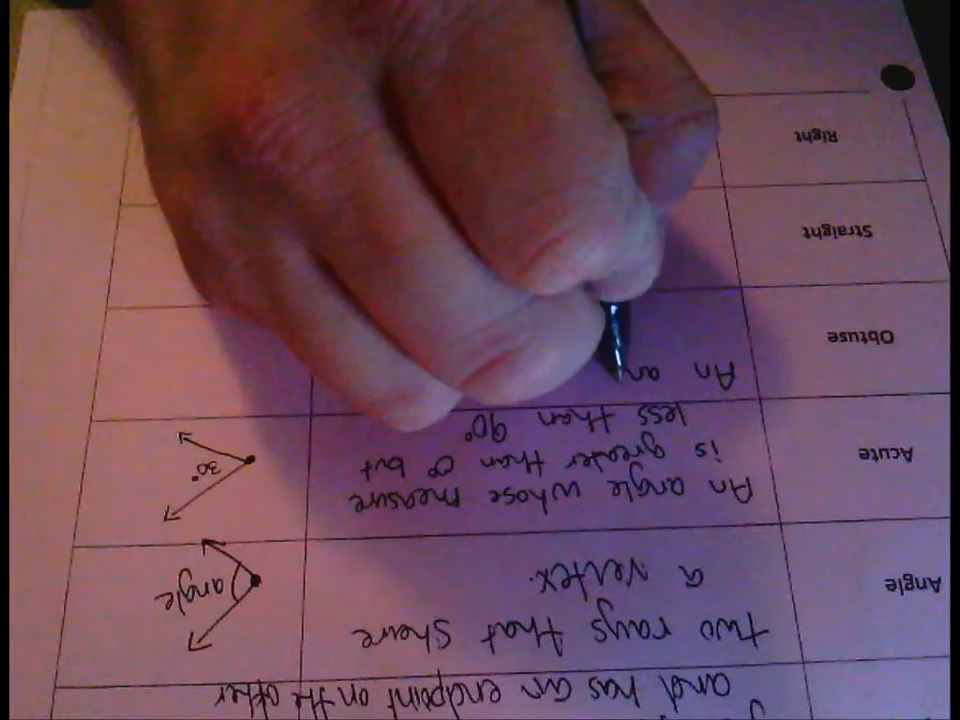 and has an endpoint on the other
Angle
two rays that share
a vertex.
angle
Acute
An angle whose measure
is greater than 0° but
less than 90°
30°
Obtuse
An an
Straight
Right